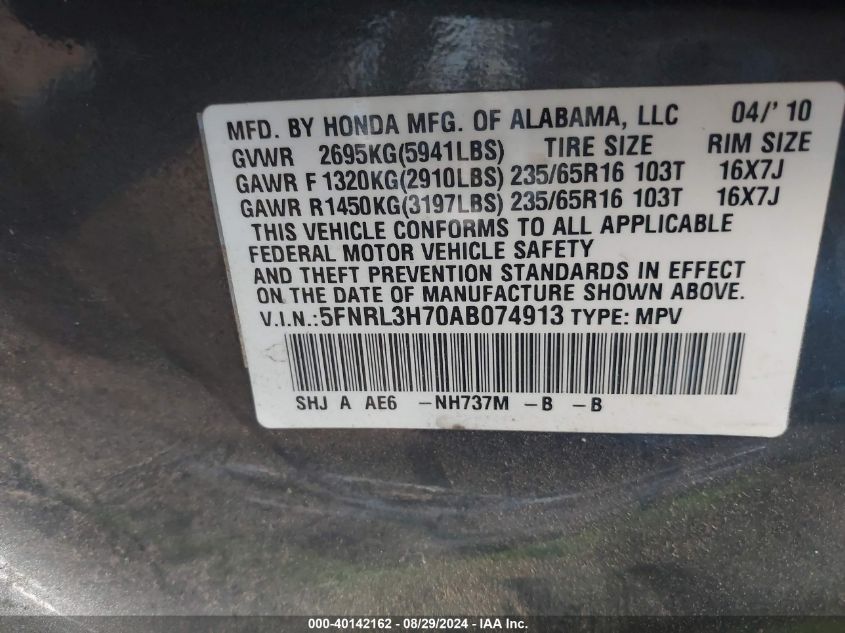 MFD. BY HONDA MFG. OF ALABAMA, LLC 04/' 10
GVWR 2695KG(5941LBS) TIRE SIZE RIM SIZE
GAWR F 1320KG(2910LBS) 235/65R16 103T 16X7J
GAWR R1450KG(3197LBS) 235/65R16 103T 16X7J
THIS VEHICLE CONFORMS TO ALL APPLICABLE
FEDERAL MOTOR VEHICLE SAFETY
AND THEFT PREVENTION STANDARDS IN EFFECT
ON THE DATE OF MANUFACTURE SHOWN ABOVE.
V.I.N.:5FNRL3H70AB074913 TYPE: MPV
SHJ A AE6 -NH737M -B -B
000-40142162 - 08/29/2024 - IAAI Inc.